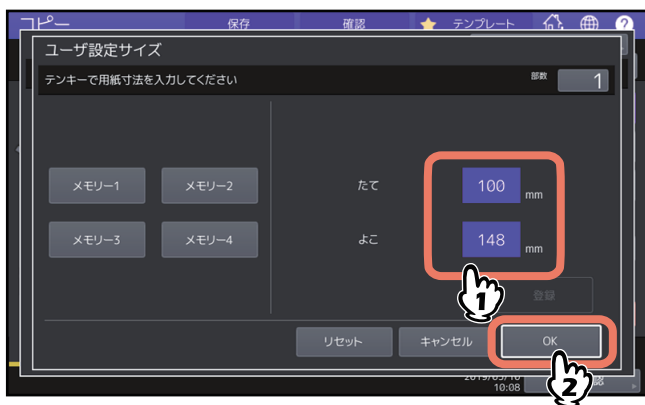 コピー 保存 確認 テンプレート
ユーザ設定サイズ
テンキーで用紙寸法を入力してください 部数 1
メモリー1 メモリー2 たて 100 mm
メモリー3 メモリー4 よこ 148 mm
1
登録
リセット キャンセル OK
10:08
2